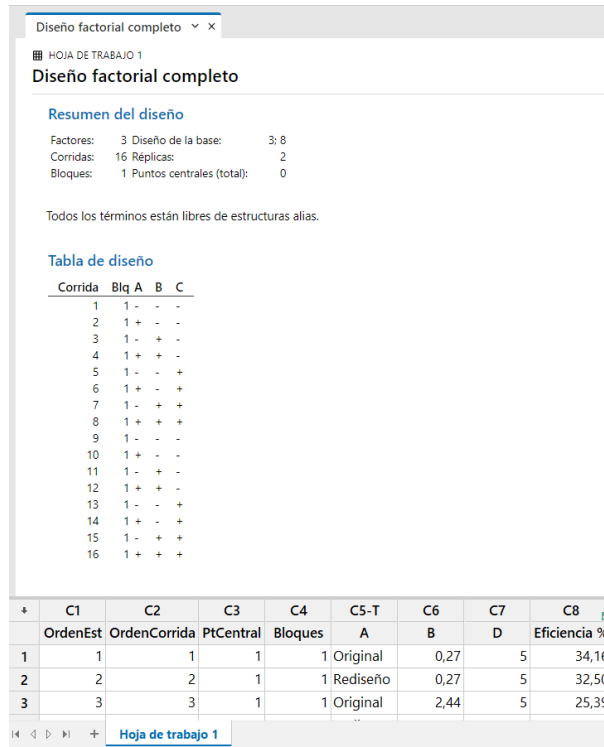 Diseño factorial completo
HOJA DE TRABAJO 1
Diseño factorial completo
Resumen del diseño
Factores: 3 Diseño de la base: 3; 8
Corridas: 16 Réplicas: 2
Bloques: 1 Puntos centrales (total): 0
Todos los términos están libres de estructuras alias.
Tabla de diseño
Corrida Blq A B C
1 1 - - -
2 1 + - -
3 1 - + -
4 1 + + -
5 1 - - +
6 1 + - +
7 1 - + +
8 1 + + +
9 1 - - -
10 1 + - -
11 1 - + -
12 1 + + -
13 1 - - +
14 1 + - +
15 1 - + +
16 1 + + +
C1 C2 C3 C4 C5-T C6 C7 C8
OrdenEst OrdenCorrida PtCentral Bloques A B D Eficiencia %
1 1 1 1 1 Original 0,27 5 34,16
2 2 2 1 1 Rediseño 0,27 5 32,50
3 3 3 1 1 Original 2,44 5 25,39
Hoja de trabajo 1